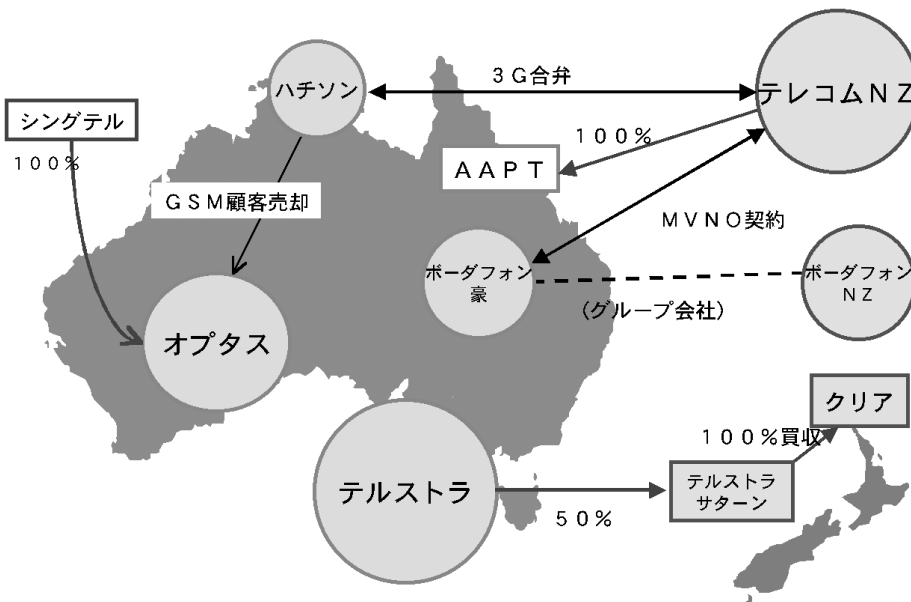 ハチソン
3G合弁
テレコムNZ
シングテル
100%
100%
AAPT
GSM顧客売却
MVNO契約
ボーダフォン
豪
ボーダフォン
NZ
(グループ会社)
オプタス
クリア
100%買収
テルストラ
テルストラ
サターン
50%